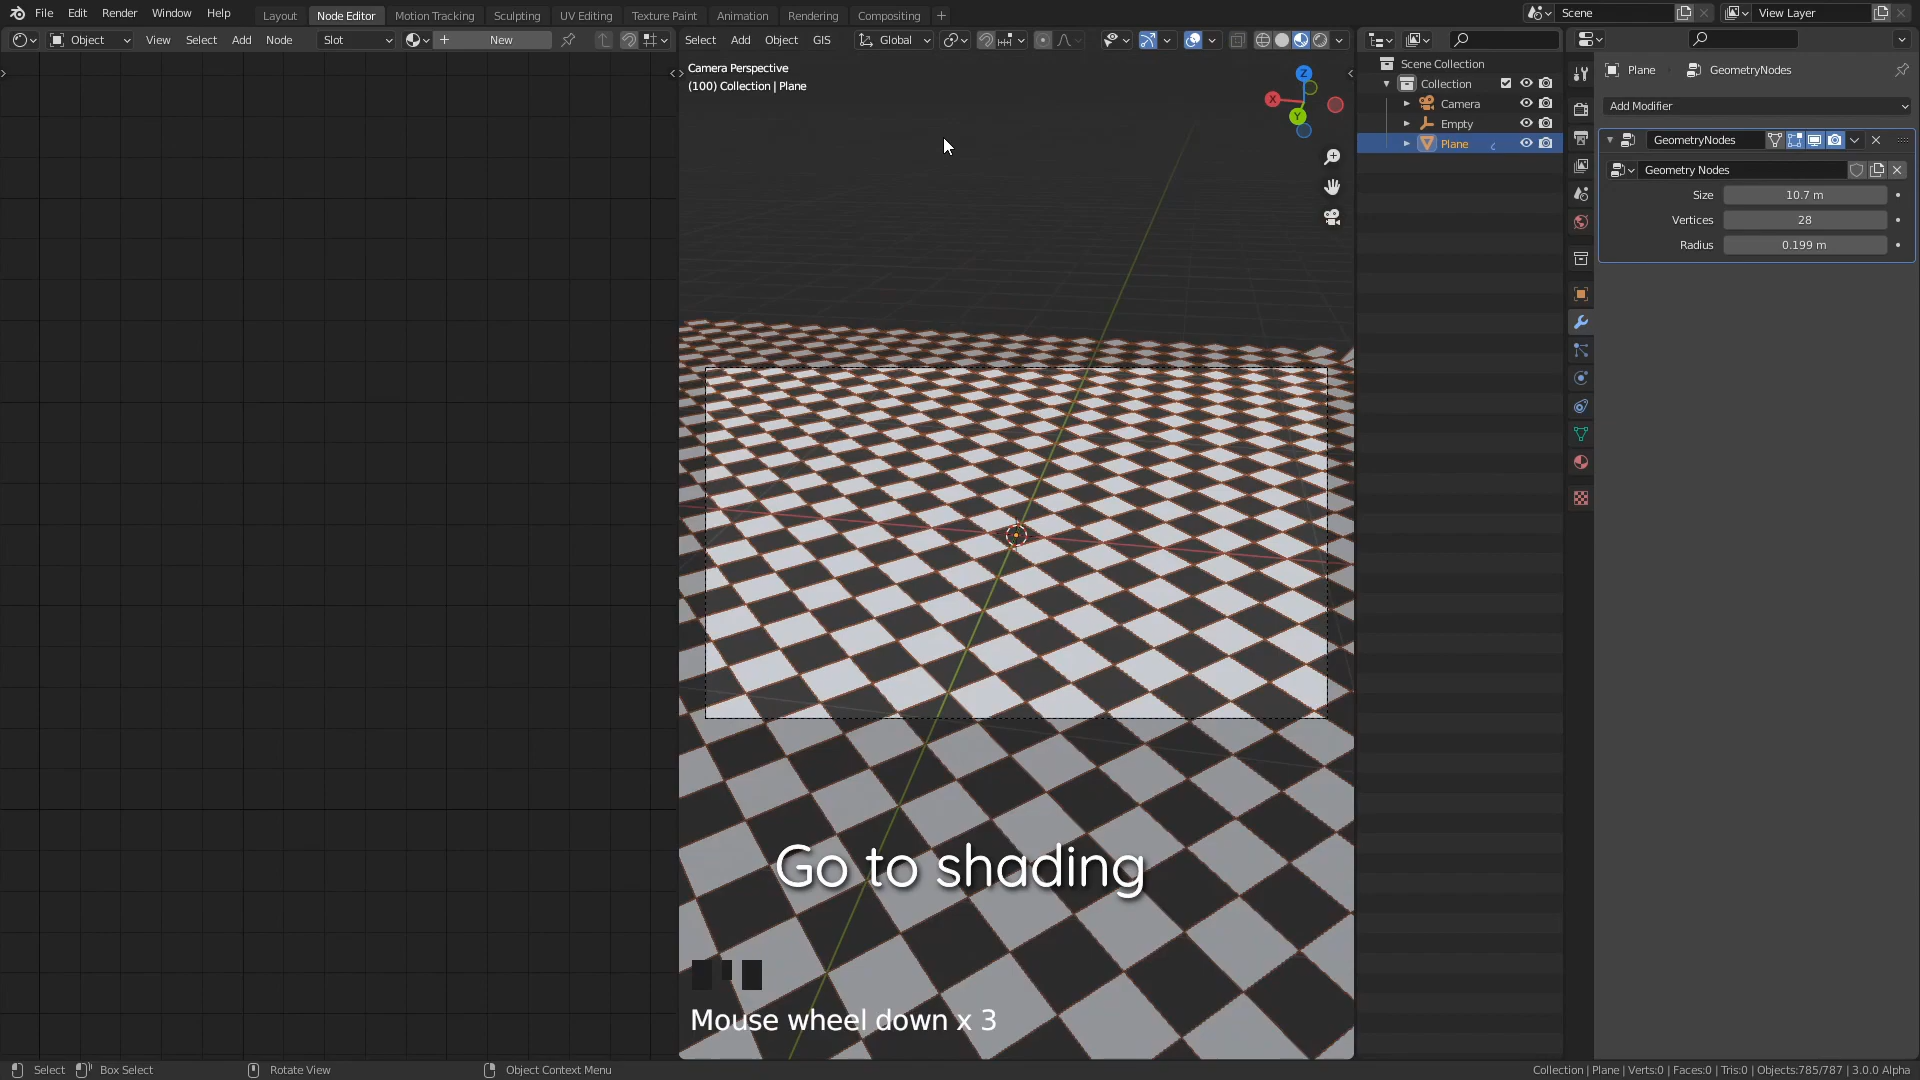 File Edit Render Window Help
Layout Node Editor Motion Tracking Sculpting UV Editing Texture Paint Animation Rendering Compositing
Scene
View Layer
Object View Select Add Node Slot New
Select Add Object GIS Global
Camera Perspective
(100) Collection | Plane
Z
X
Y
Scene Collection
Collection
Camera
Empty
Plane
Plane GeometryNodes
Add Modifier
GeometryNodes
Geometry Nodes
Size 10.7 m
Vertices 28
Radius 0.199 m
Go to shading
Mouse wheel down x 3
Select Box Select Rotate View Object Context Menu
Collection | Plane | Verts:0 | Faces:0 | Tris:0 | Objects:785/787 | 3.0.0 Alpha